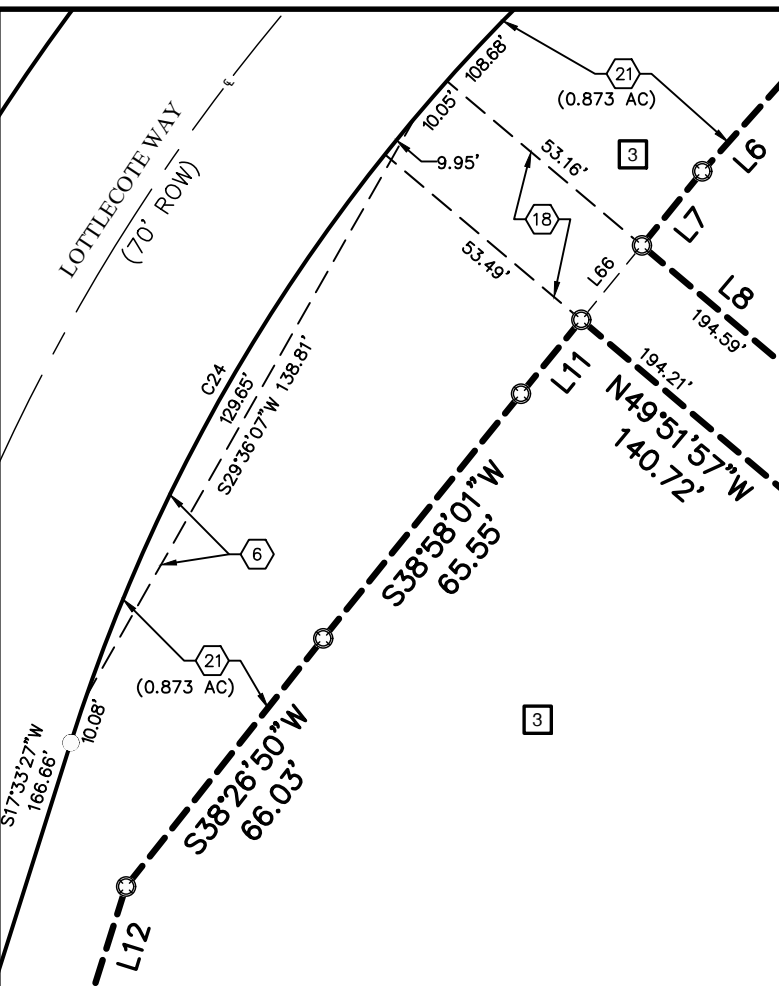 108.68'
21
(0.873 AC)
℄
LOTTLECOTE WAY
(70' ROW)
10.05'
9.95'
53.16'
3
L6
L7
18
53.49'
L66
L8
194.59'
C24
129.65'
S29°36'07"W 138.81'
L11
194.21'
N49°51'57"W
140.72'
S38°58'01"W
65.55'
6
21
(0.873 AC)
3
10.08'
S17°33'27"W
166.66'
S38°26'50"W
66.03'
L12